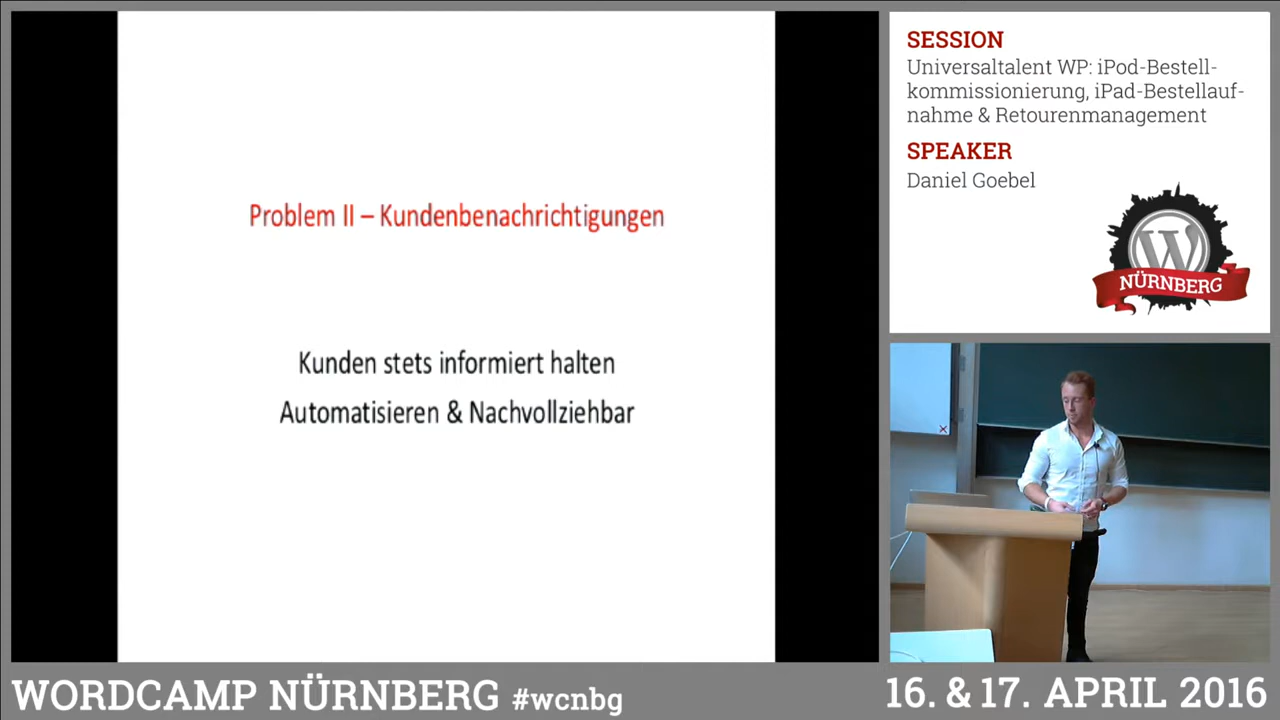 Problem II – Kundenbenachrichtigungen
Kunden stets informiert halten
Automatisieren & Nachvollziehbar
SESSION
Universaltalent WP: iPod-Bestell-
kommissionierung, iPad-Bestellauf-
nahme & Retourenmanagement
SPEAKER
Daniel Goebel
W
NÜRNBERG
WORDCAMP NÜRNBERG #wcnbg
16. & 17. APRIL 2016